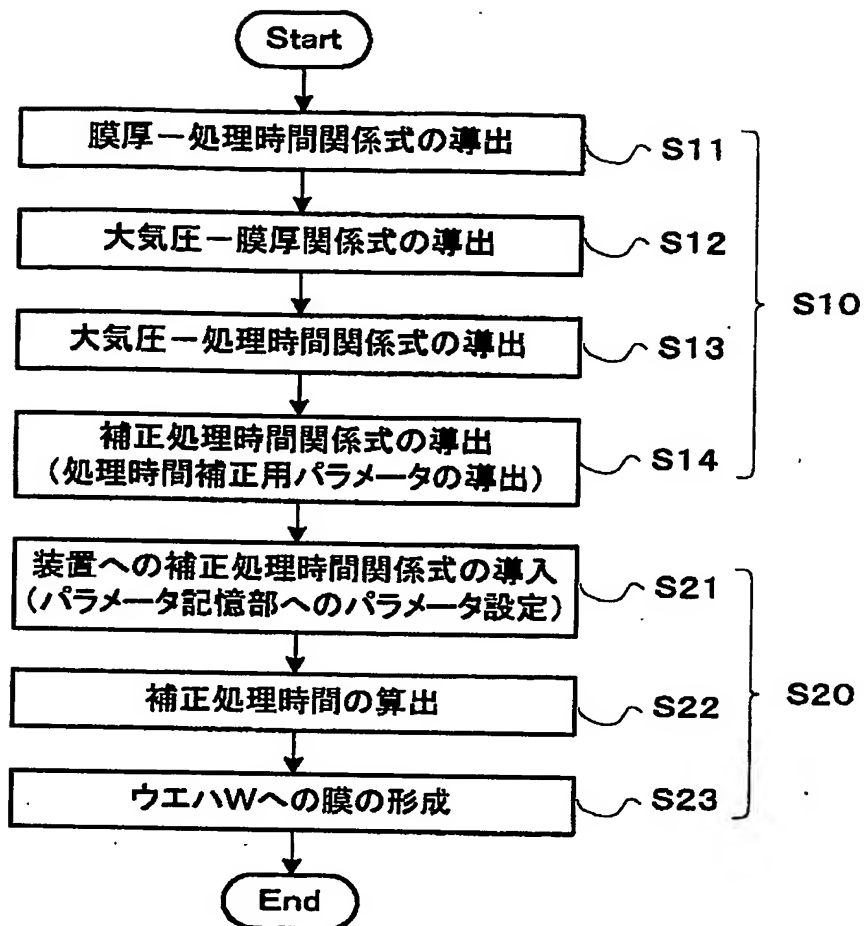 Start
膜厚－処理時間関係式の導出
S11
大気圧－膜厚関係式の導出
S12
S10
大気圧－処理時間関係式の導出
S13
補正処理時間関係式の導出
(処理時間補正用パラメータの導出)
S14
装置への補正処理時間関係式の導入
(パラメータ記憶部へのパラメータ設定)
S21
補正処理時間の算出
S22
S20
ウエハWへの膜の形成
S23
End